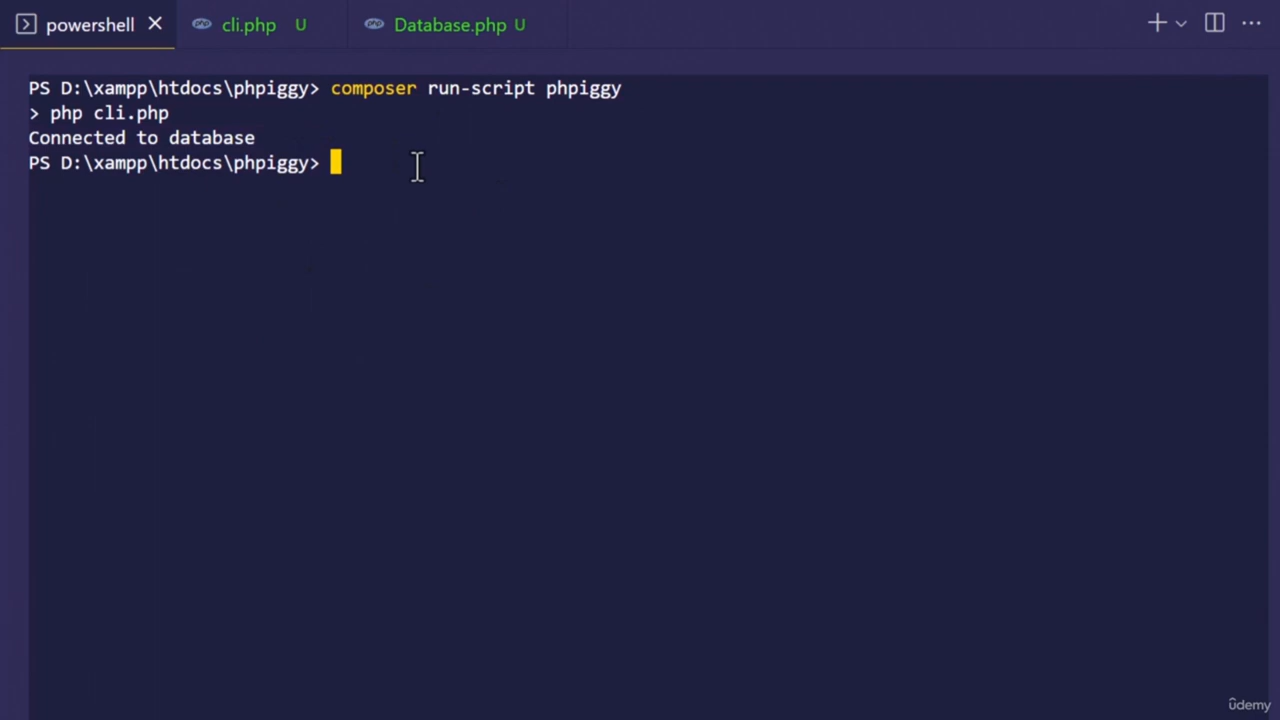 powershell cli.php U Database.php U
PS D:\xampp\htdocs\phpiggy> composer run-script phpiggy
> php cli.php
Connected to database
PS D:\xampp\htdocs\phpiggy>
ûdemy